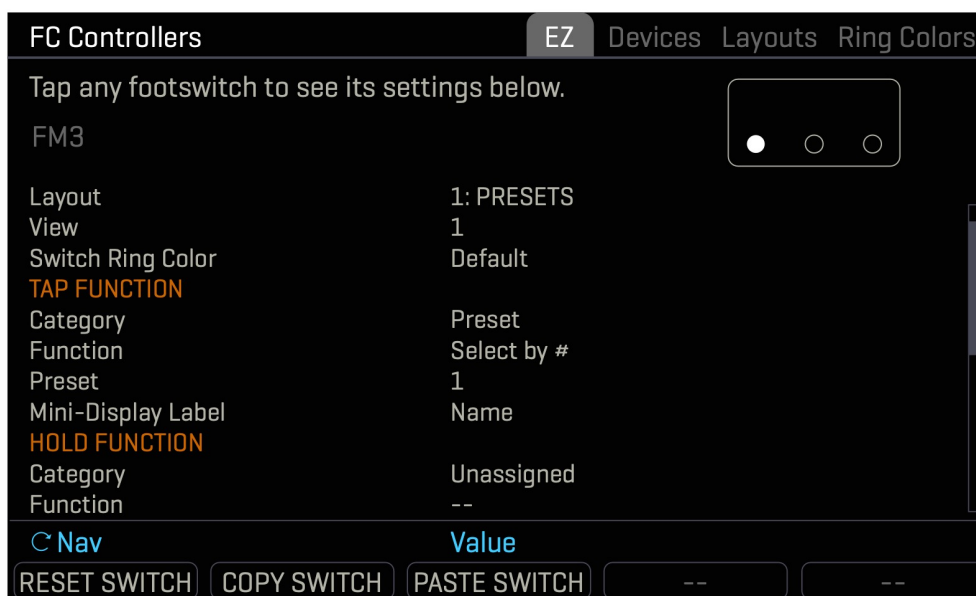 FC Controllers EZ Devices Layouts Ring Colors
Tap any footswitch to see its settings below.
FM3
Layout 1: PRESETS
View 1
Switch Ring Color Default
TAP FUNCTION
Category Preset
Function Select by #
Preset 1
Mini-Display Label Name
HOLD FUNCTION
Category Unassigned
Function --
Nav Value
RESET SWITCH COPY SWITCH PASTE SWITCH -- --